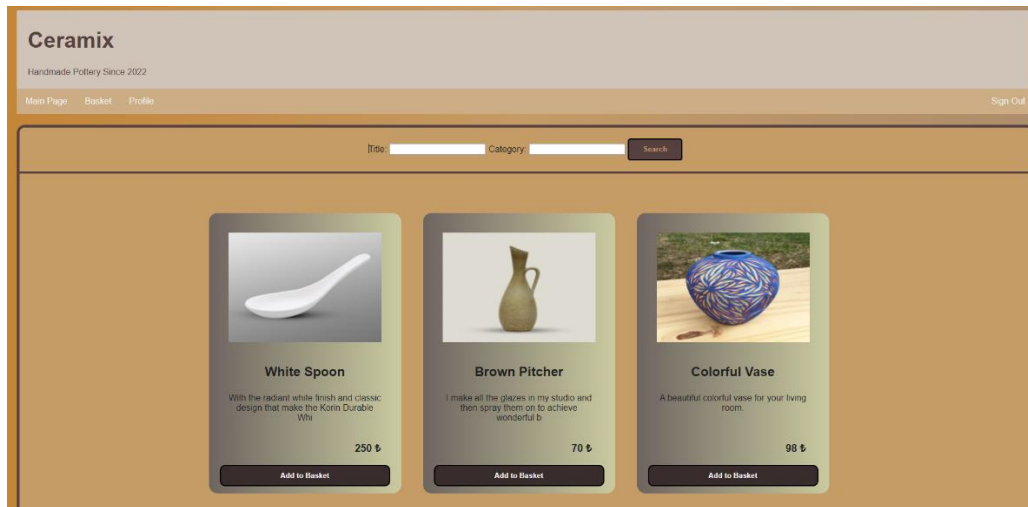 Ceramix
Handmade Pottery Since 2022
Main Page Basket Profile Sign Out
Title: Category: Search
White Spoon
With the radiant white finish and classic
design that make the Korin Durable
Whi
250 ₺
Add to Basket
Brown Pitcher
I make all the glazes in my studio and
then spray them on to achieve
wonderful b
70 ₺
Add to Basket
Colorful Vase
A beautiful colorful vase for your living
room.
98 ₺
Add to Basket